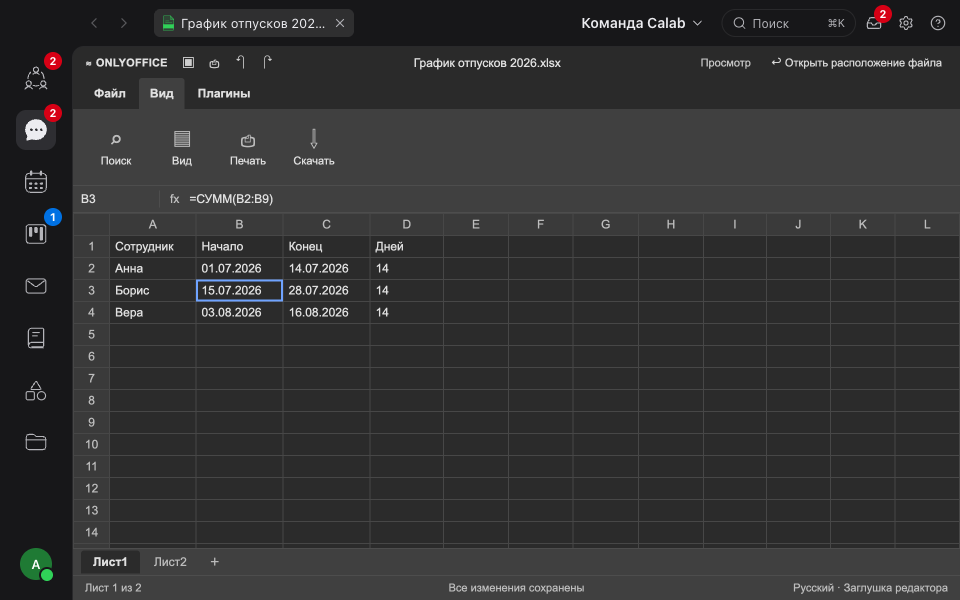 График отпусков 202...
Команда Calab
Поиск ⌘K
2
2
2
1
ONLYOFFICE
График отпусков 2026.xlsx
Просмотр
Открыть расположение файла
Файл Вид Плагины
Поиск Вид Печать Скачать
B3 fx =СУММ(B2:B9)
A B C D E F G H I J K L
1 Сотрудник Начало Конец Дней
2 Анна 01.07.2026 14.07.2026 14
3 Борис 15.07.2026 28.07.2026 14
4 Вера 03.08.2026 16.08.2026 14
5
6
7
8
9
10
11
12
13
14
A
Лист1 Лист2 +
Лист 1 из 2
Все изменения сохранены
Русский · Заглушка редактора